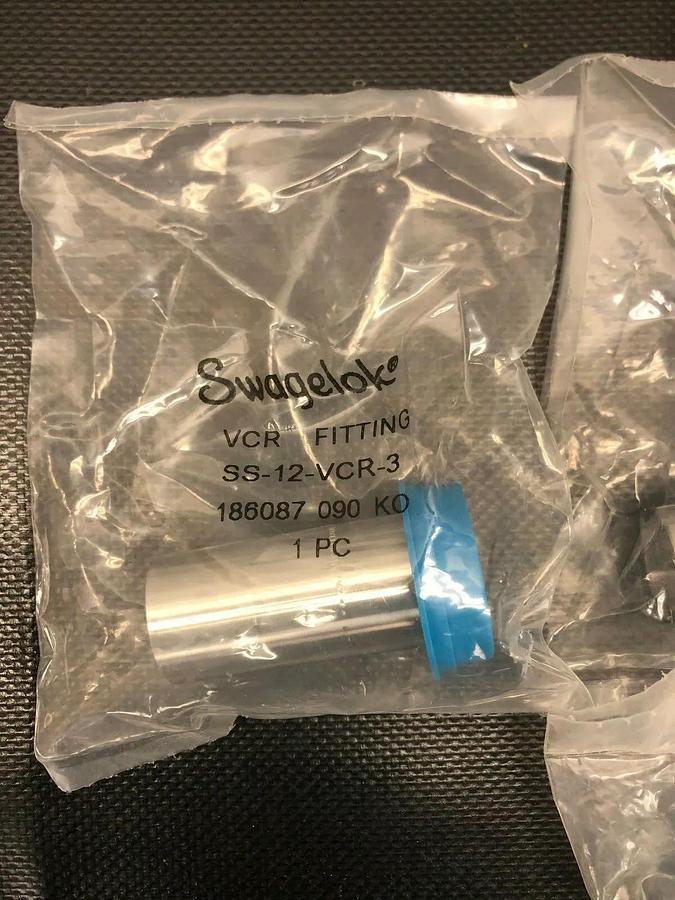 Swagelok®
VCR FITTING
SS-12-VCR-3
186087 090 KO
1 PC